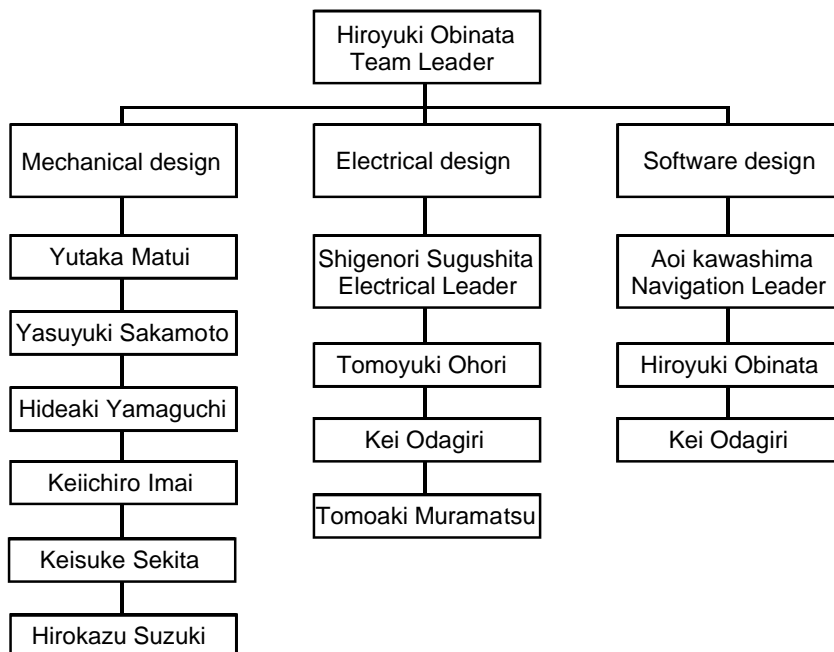 Hiroyuki Obinata
Team Leader
Mechanical design
Electrical design
Software design
Yutaka Matui
Yasuyuki Sakamoto
Hideaki Yamaguchi
Keiichiro Imai
Keisuke Sekita
Hirokazu Suzuki
Shigenori Sugushita
Electrical Leader
Tomoyuki Ohori
Kei Odagiri
Tomoaki Muramatsu
Aoi kawashima
Navigation Leader
Hiroyuki Obinata
Kei Odagiri